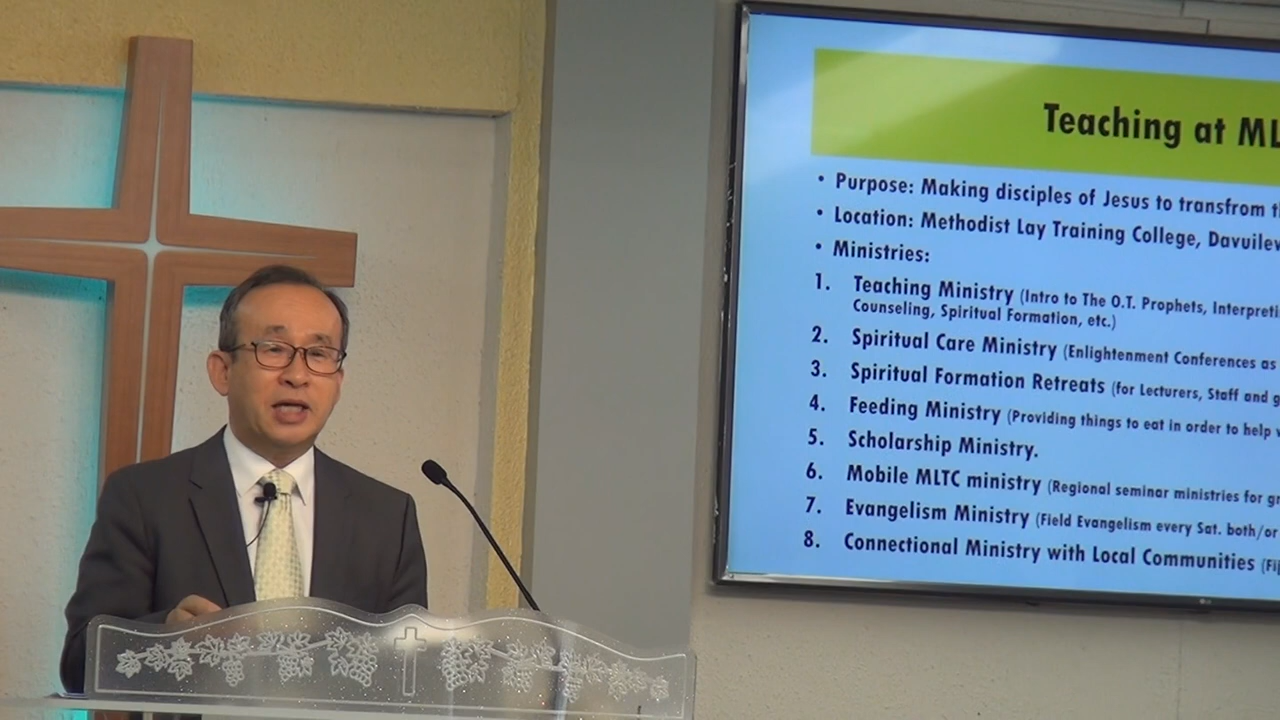 Teaching at ML
• Purpose: Making disciples of Jesus to transfrom t
• Location: Methodist Lay Training College, Davuilev
• Ministries:
1. Teaching Ministry (Intro to The O.T. Prophets, Interpreti
Counseling, Spiritual Formation, etc.)
2. Spiritual Care Ministry (Enlightenment Conferences as
3. Spiritual Formation Retreats (for Lecturers, Staff and g
4. Feeding Ministry (Providing things to eat in order to help
5. Scholarship Ministry.
6. Mobile MLTC ministry (Regional seminar ministries for gr
7. Evangelism Ministry (Field Evangelism every Sat. both/or
8. Connectional Ministry with Local Communities (Fij
LG